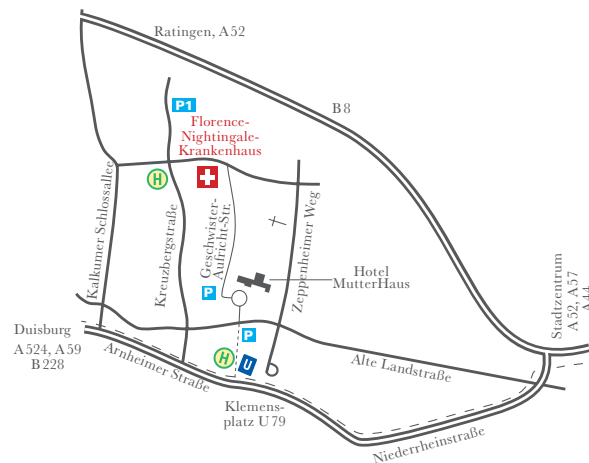 Ratingen, A52
B8
P1
Florence-
Nightingale-
Krankenhaus
H
Kalkumer Schlossallee
Kreuzbergstraße
Geschwister-
Aufricht-Str.
Zeppenheimer Weg
Hotel
MutterHaus
P
Stadtzentrum
A 52, A 57
A 44
Duisburg
A 524, A 59
B 228
Arnheimer Straße
P
H
U
Alte Landstraße
Klemens-
platz U79
Niederrheinstraße